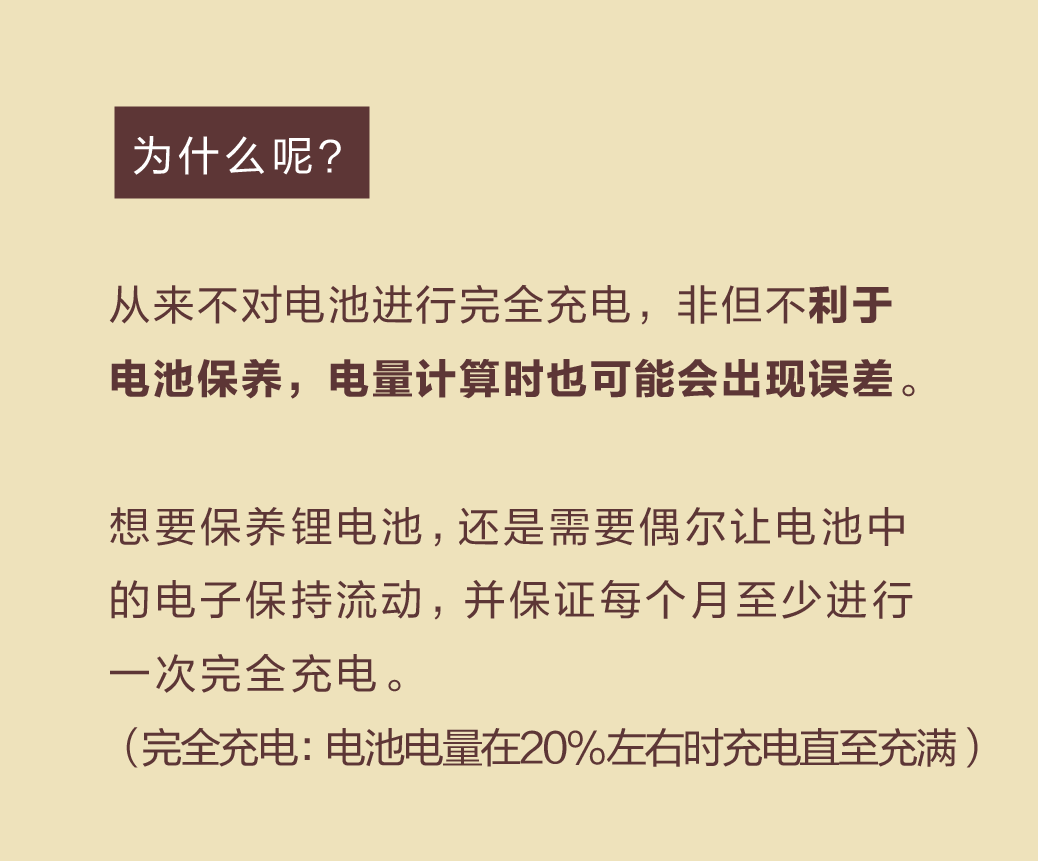 为什么呢?
从来不对电池进行完全充电，非但不利于
电池保养，电量计算时也可能会出现误差。
想要保养锂电池,还是需要偶尔让电池中
的电子保持流动,并保证每个月至少进行
一次完全充电。
（完全充电：电池电量在20%左右时充电直至充满）